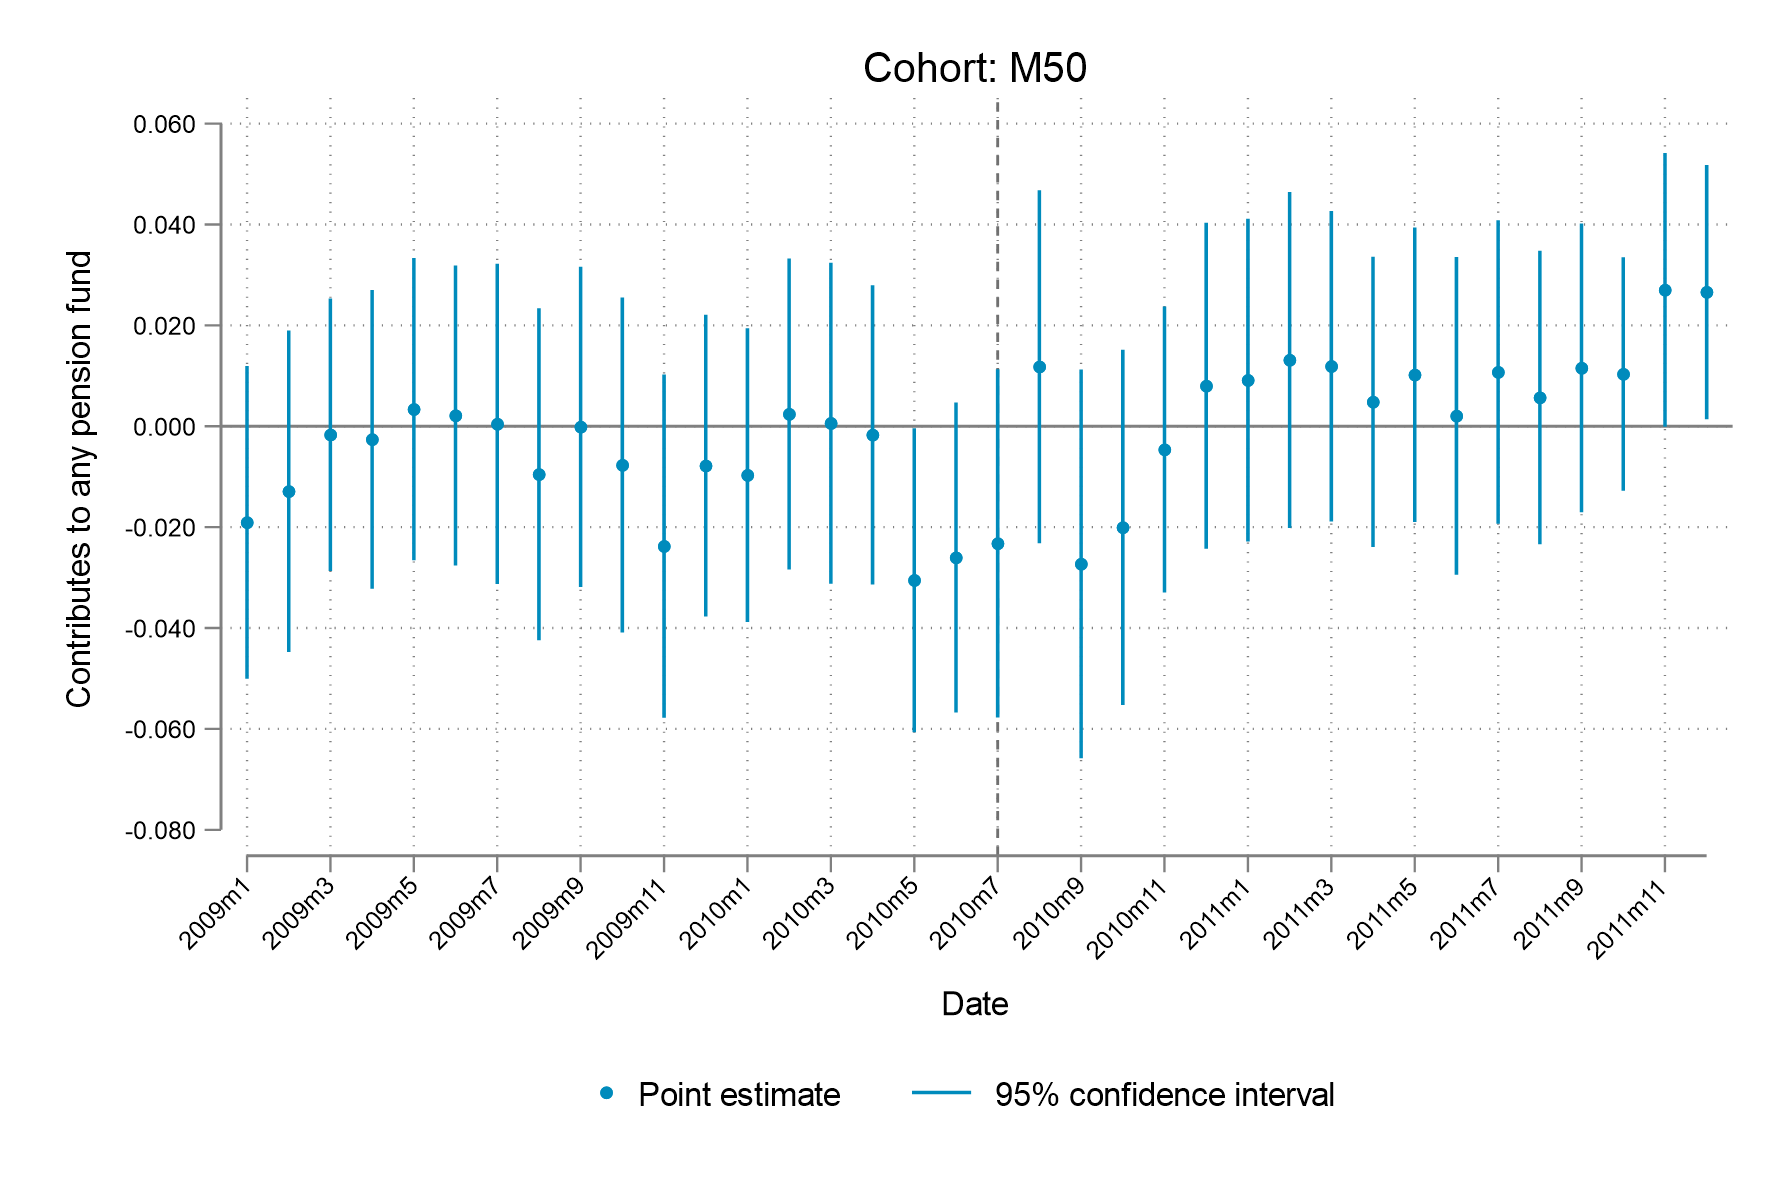 Cohort: M50
Contributes to any pension fund
0.060
0.040
0.020
0.000
-0.020
-0.040
-0.060
-0.080
2009m1
2009m3
2009m5
2009m7
2009m9
2009m11
2010m1
2010m3
2010m5
2010m7
2010m9
2010m11
2011m1
2011m3
2011m5
2011m7
2011m9
2011m11
Date
Point estimate
95% confidence interval